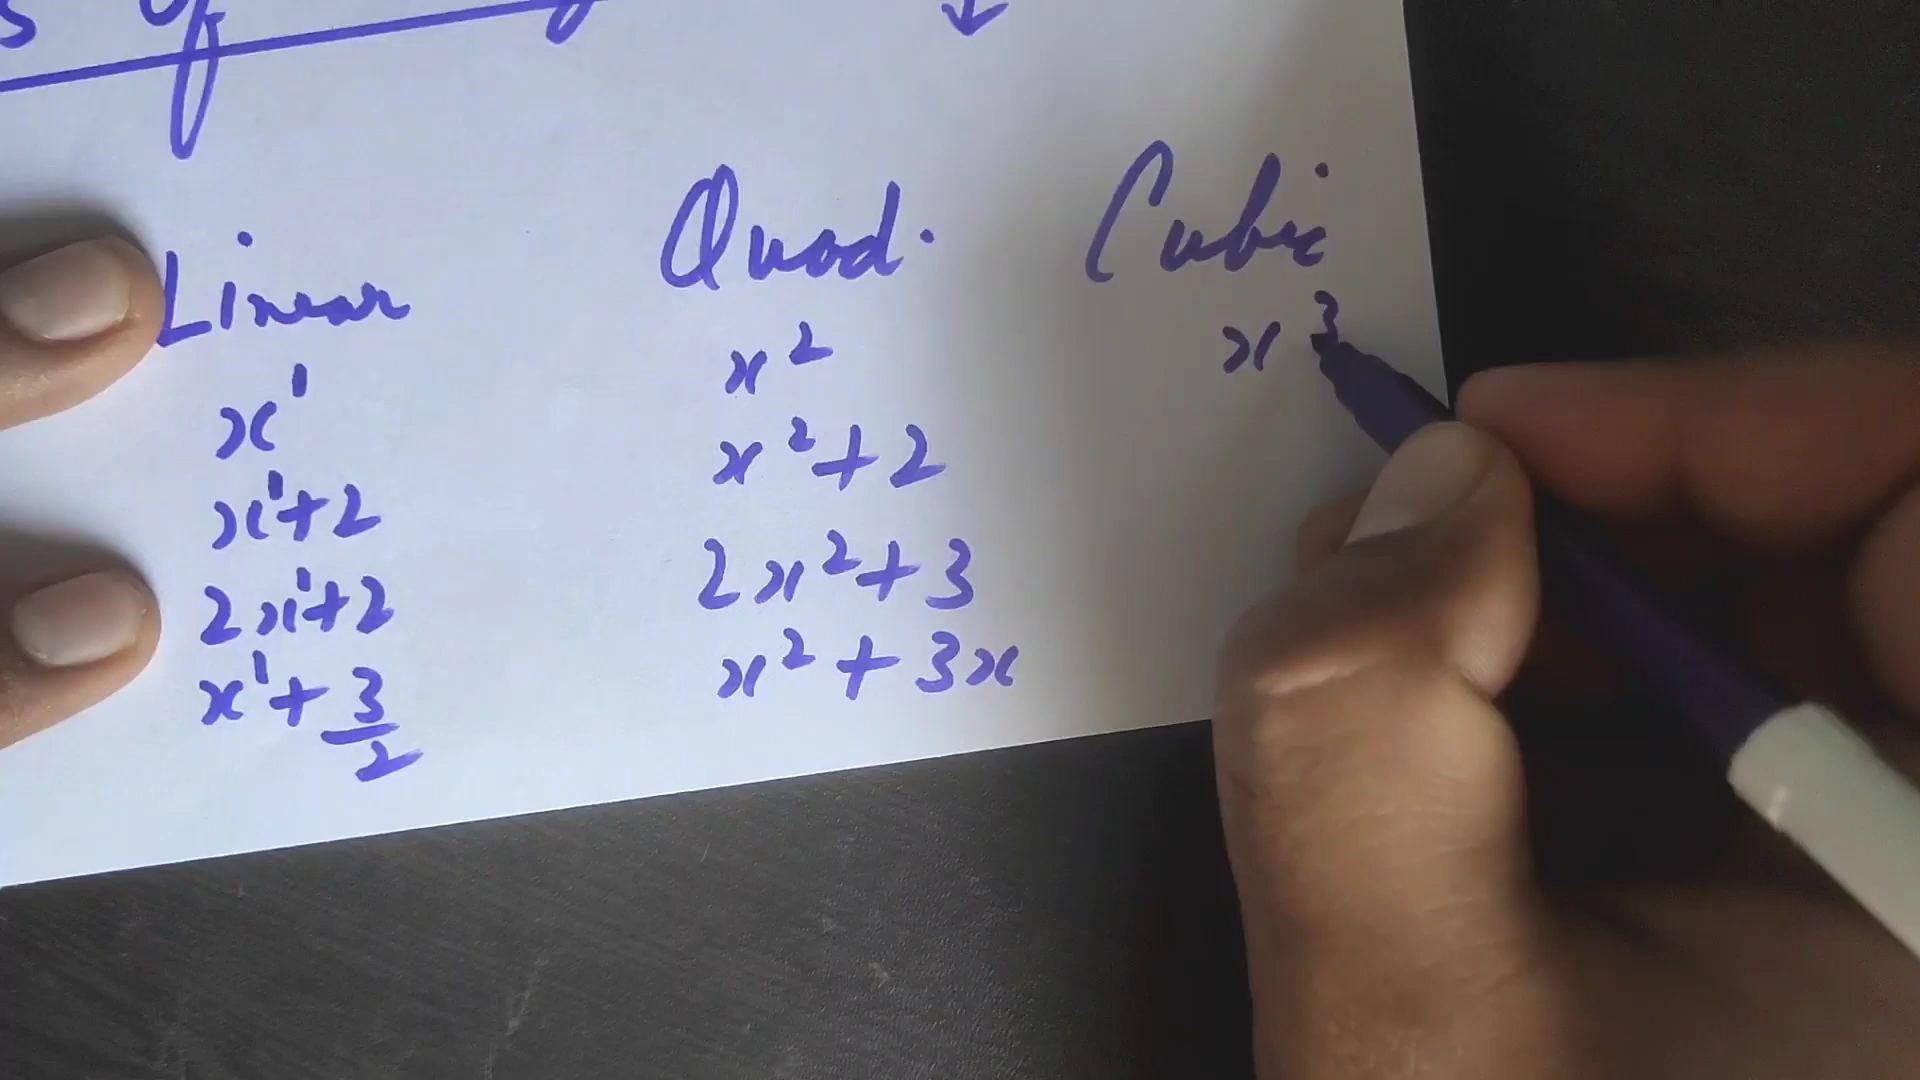 of
Linear Quad. Cubic
x¹ x² x³
x¹+2 x²+2
2x¹+2 2x²+3
x¹+3/2 x²+3x